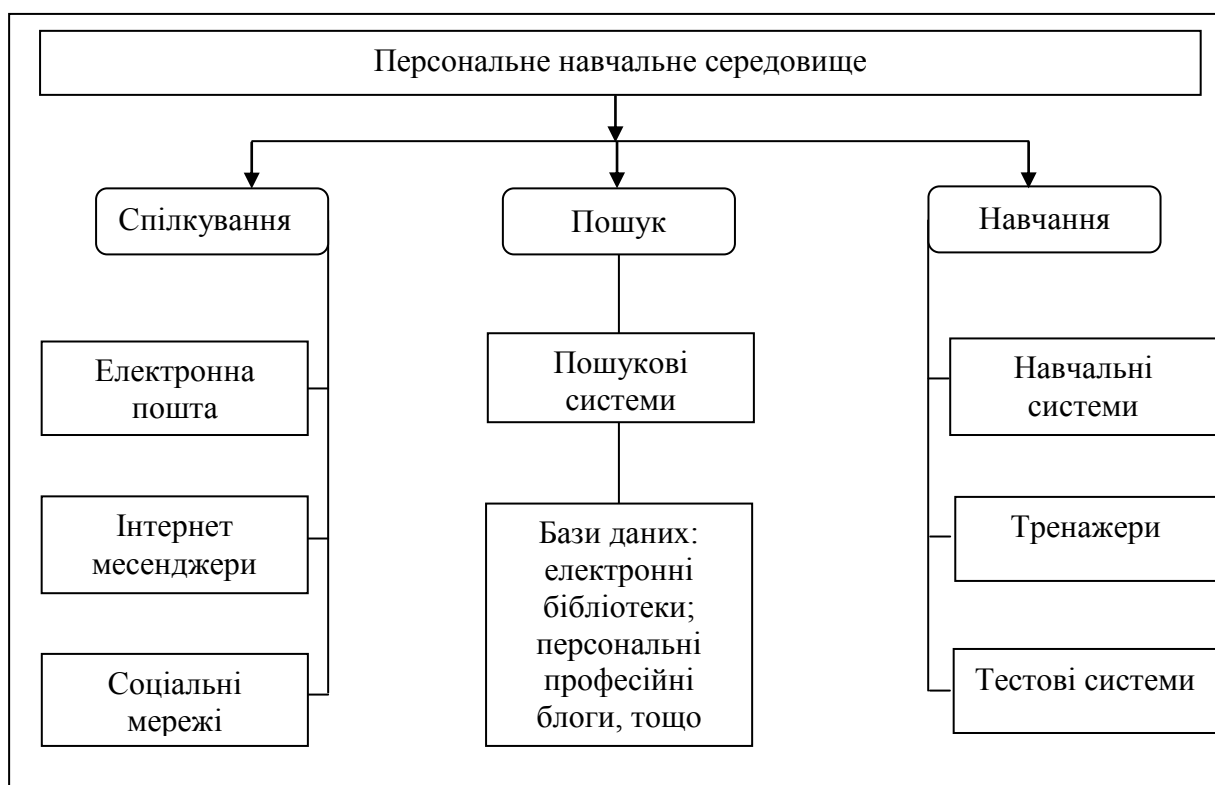 Персональне навчальне середовище
Спілкування
Пошук
Навчання
Електронна
пошта
Інтернет
месенджери
Соціальні
мережі
Пошукові
системи
Бази даних:
електронні
бібліотеки;
персональні
професійні
блоги, тощо
Навчальні
системи
Тренажери
Тестові системи